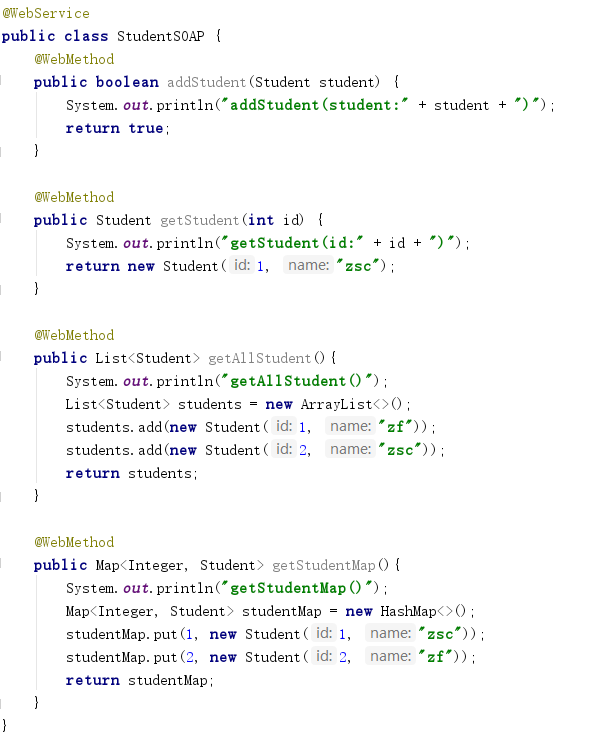 @WebService
public class StudentSOAP {
@WebMethod
public boolean addStudent(Student student) {
System.out.println("addStudent(student:" + student + ")");
return true;
}
@WebMethod
public Student getStudent(int id) {
System.out.println("getStudent(id:" + id + ")");
return new Student( id: 1, name: "zsc");
}
@WebMethod
public List<Student> getAllStudent(){
System.out.println("getAllStudent()");
List<Student> students = new ArrayList<>();
students.add(new Student( id: 1, name: "zf"));
students.add(new Student( id: 2, name: "zsc"));
return students;
}
@WebMethod
public Map<Integer, Student> getStudentMap(){
System.out.println("getStudentMap()");
Map<Integer, Student> studentMap = new HashMap<>();
studentMap.put(1, new Student( id: 1, name: "zsc"));
studentMap.put(2, new Student( id: 2, name: "zf"));
return studentMap;
}
}